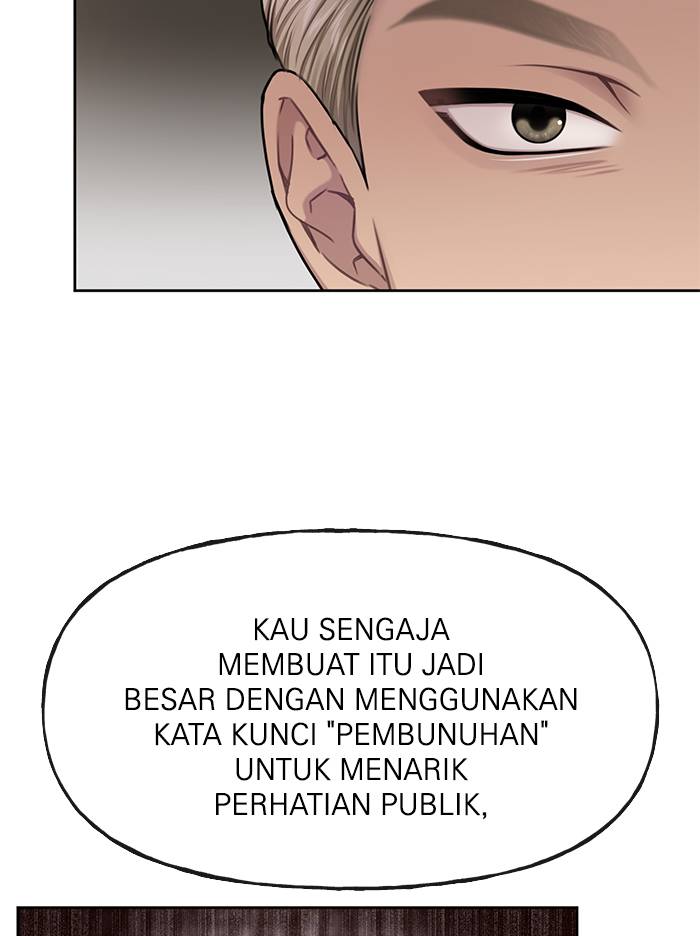 KAU SENGAJA
MEMBUAT ITU JADI
BESAR DENGAN MENGGUNAKAN
KATA KUNCI "PEMBUNUHAN"
UNTUK MENARIK
PERHATIAN PUBLIK,